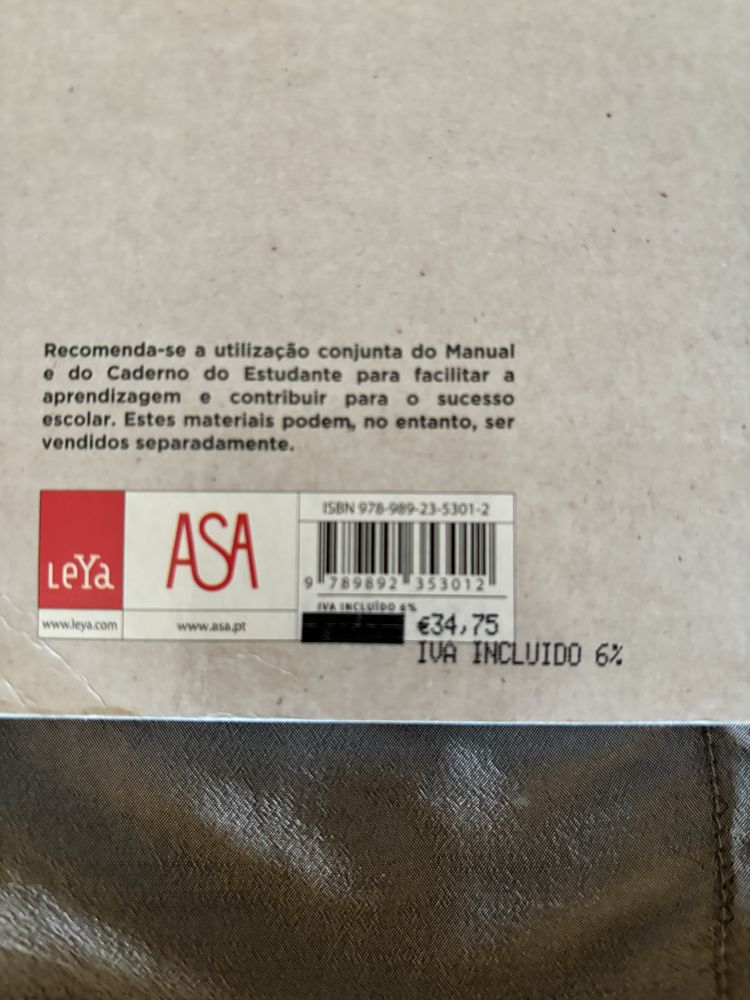 Recomenda-se a utilização conjunta do Manual
e do Caderno do Estudante para facilitar a
aprendizagem e contribuir para o sucesso
escolar. Estes materiais podem, no entanto, ser
vendidos separadamente.
LeYa
www.leya.com
ASA
www.asa.pt
ISBN 978-989-23-5301-2
9 789892 353012
IVA INCLUÍDO 6%
€34,75
IVA INCLUIDO 6%